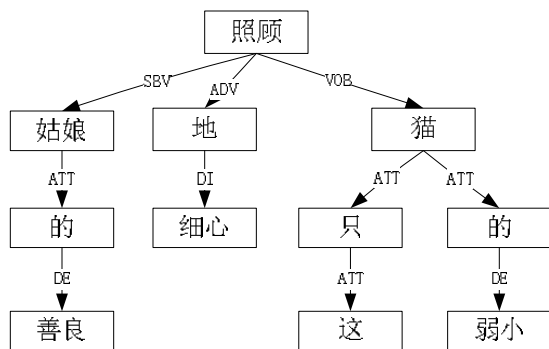 照顾
SBV ADV VOB
姑娘 地 猫
ATT DI ATT ATT
的 细心 只 的
DE ATT DE
善良 这 弱小